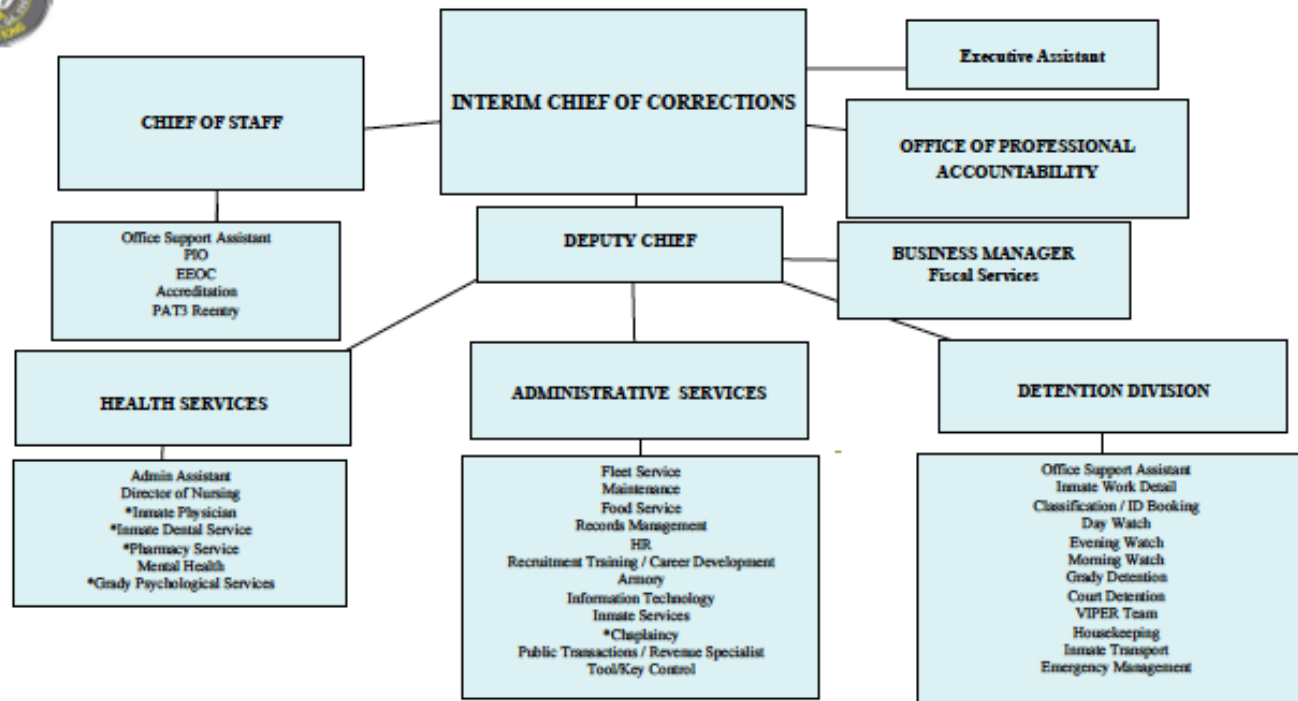 INTERIM CHIEF OF CORRECTIONS
Executive Assistant
CHIEF OF STAFF
OFFICE OF PROFESSIONAL
ACCOUNTABILITY
Office Support Assistant
PIO
EEOC
Accreditation
PAT3 Reentry
DEPUTY CHIEF
BUSINESS MANAGER
Fiscal Services
HEALTH SERVICES
Admin Assistant
Director of Nursing
*Inmate Physician
*Inmate Dental Service
*Pharmacy Service
Mental Health
*Grady Psychological Services
ADMINISTRATIVE SERVICES
Fleet Service
Maintenance
Food Service
Records Management
HR
Recruitment Training / Career Development
Armory
Information Technology
Inmate Services
*Chaplaincy
Public Transactions / Revenue Specialist
Tool/Key Control
DETENTION DIVISION
Office Support Assistant
Inmate Work Detail
Classification / ID Booking
Day Watch
Evening Watch
Morning Watch
Grady Detention
Court Detention
VIPER Team
Housekeeping
Inmate Transport
Emergency Management